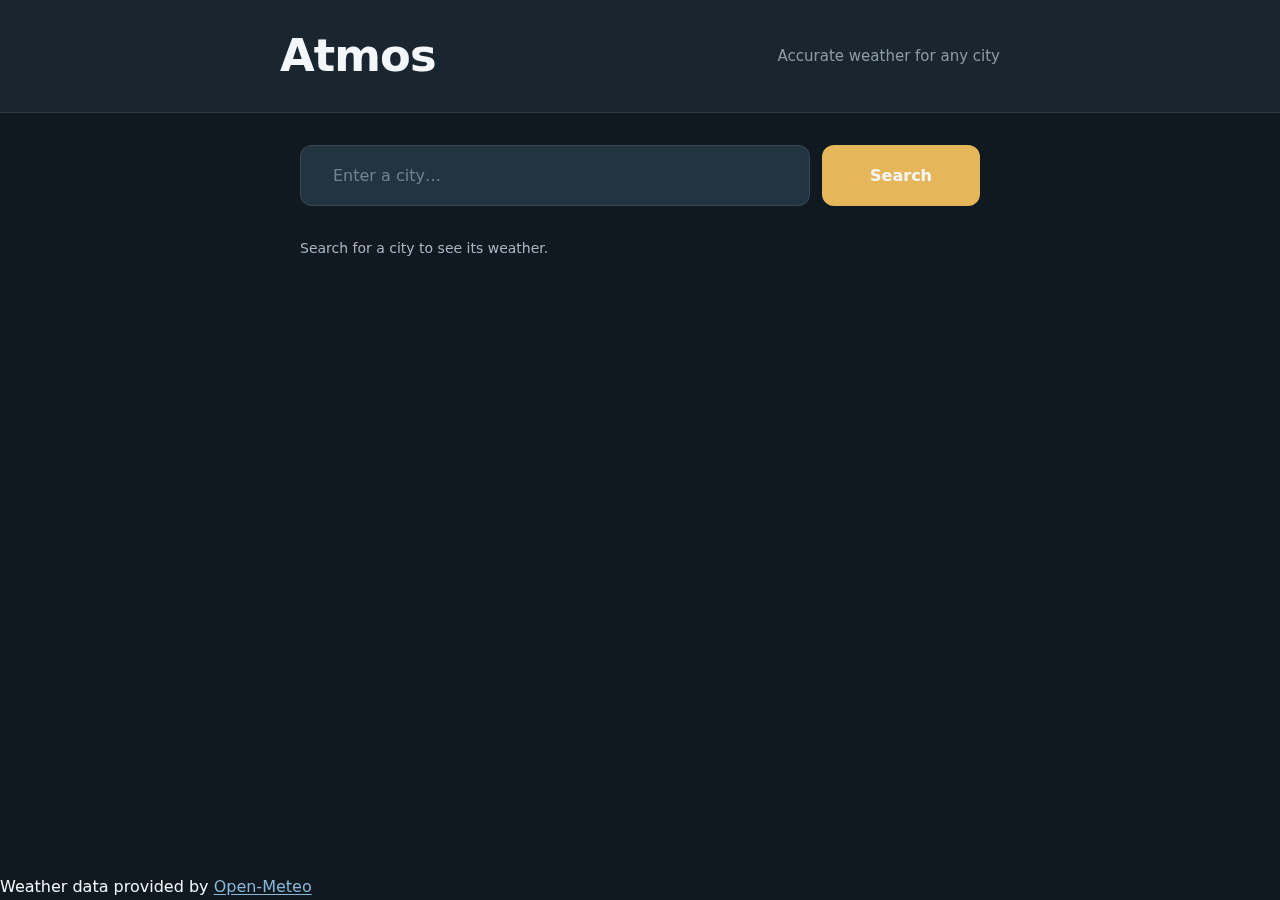 Atmos
Accurate weather for any city
Enter a city…
Search
Search for a city to see its weather.
Weather data provided by Open-Meteo